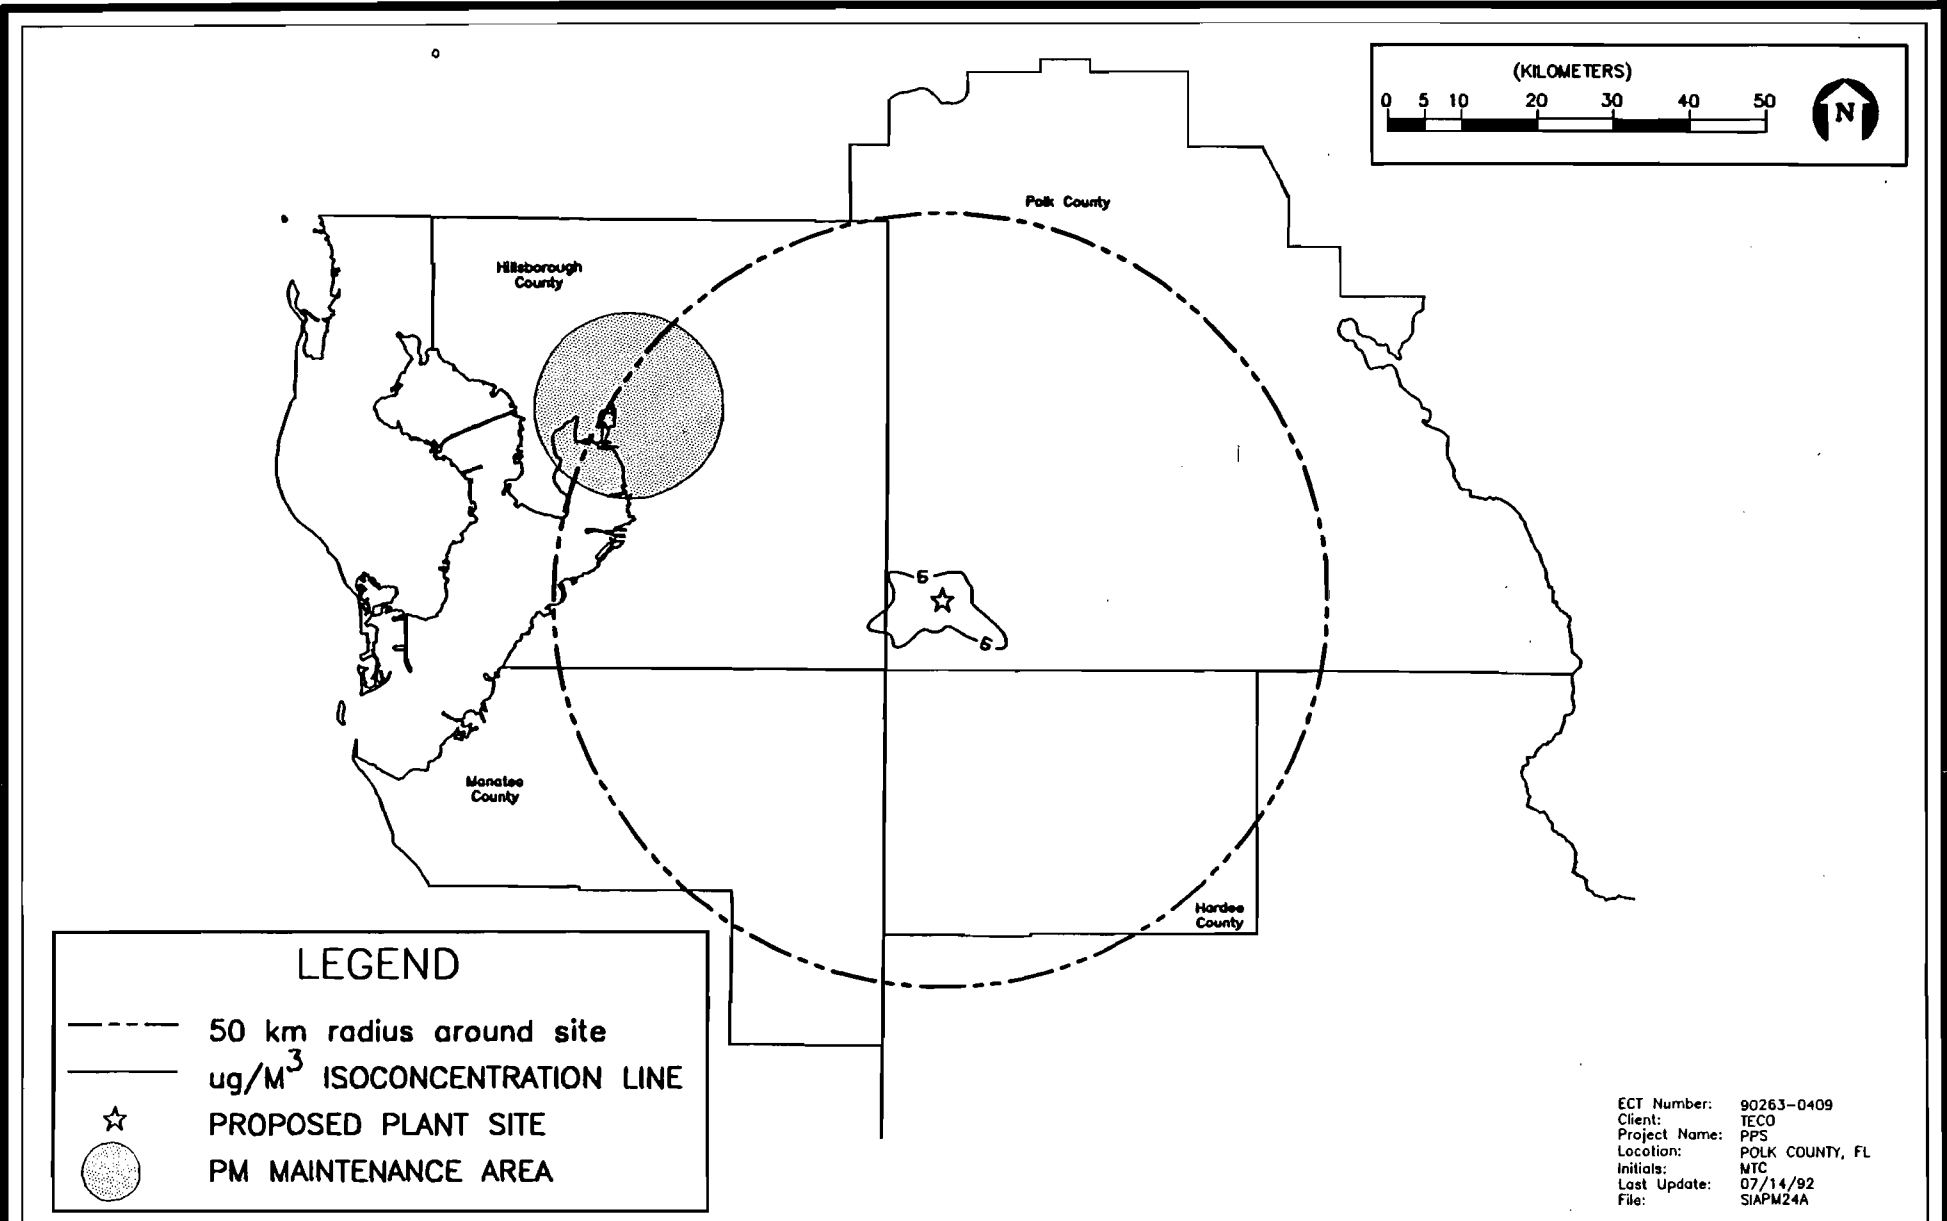 (KILOMETERS)
0 5 10 20 30 40 50
N
Polk County
Hillsborough
County
5
5
Manatee
County
Hardee
County
LEGEND
50 km radius around site
ug/M³ ISOCONCENTRATION LINE
PROPOSED PLANT SITE
PM MAINTENANCE AREA
ECT Number: 90263-0409
Client: TECO
Project Name: PPS
Location: POLK COUNTY, FL
Initials: MTC
Last Update: 07/14/92
File: SIAPM24A